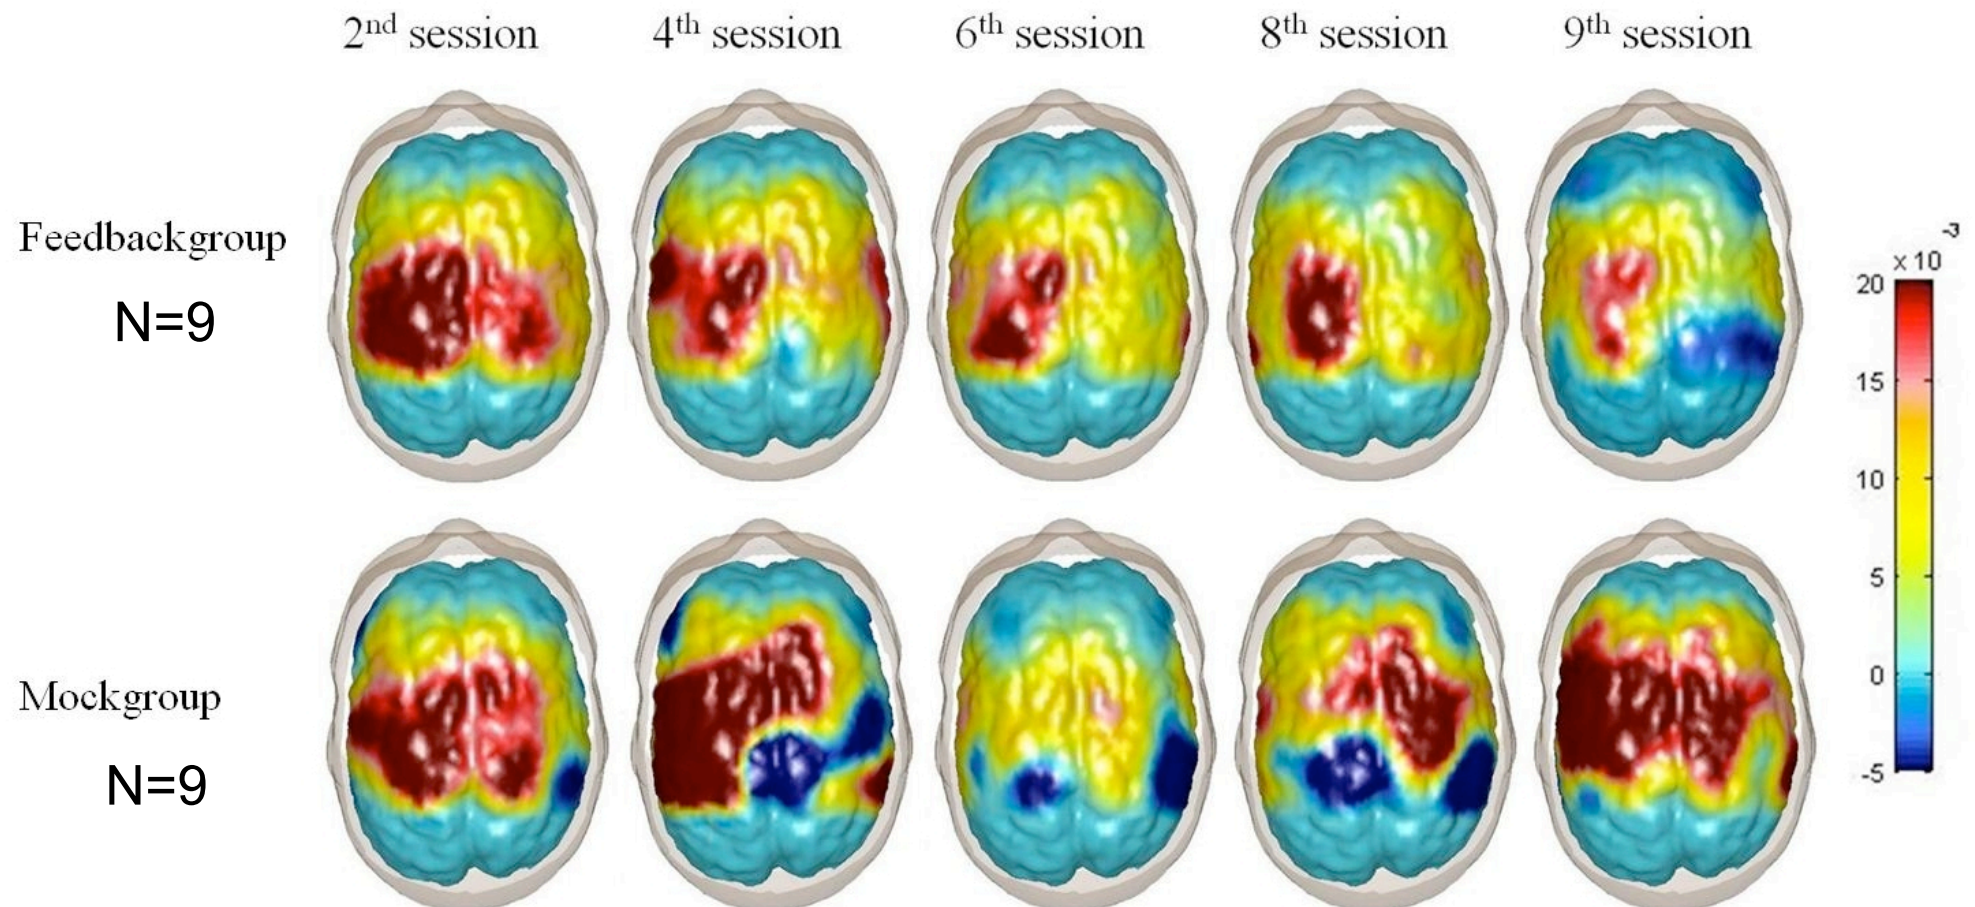 2nd session 4th session 6th session 8th session 9th session
Feedbackgroup
N=9
Mockgroup
N=9
-3
x 10
20
15
10
5
0
-5